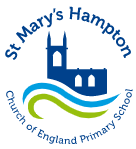 St Mary's Hampton
Church of England Primary School